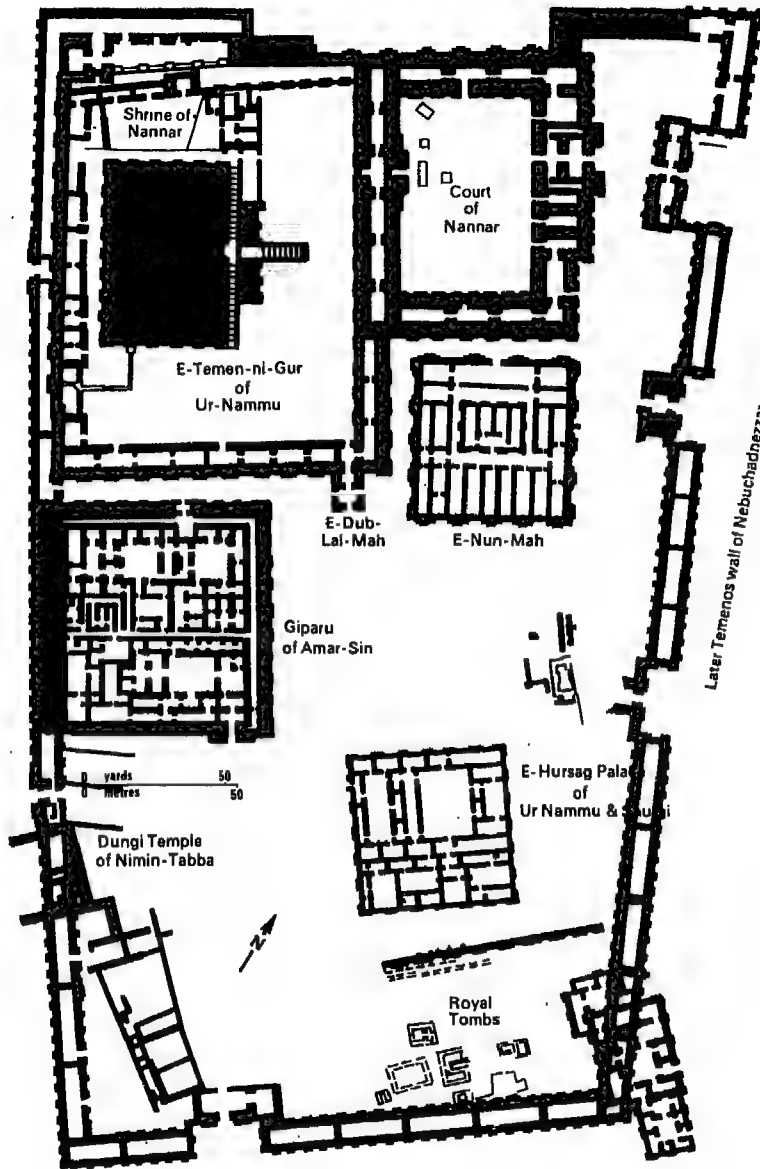 Shrine of
Nannar
Court
of
Nannar
E-Temen-ni-Gur
of
Ur-Nammu
E-Dub-
Lal-Mah
E-Nun-Mah
Later Temenos wall of Nebuchadnezzar
Giparu
of Amar-Sin
0 yards 50
0 metres 50
E-Hursag Palac
of
Ur Nammu & Shulgi
Dungi Temple
of Nimin-Tabba
N
Royal
Tombs